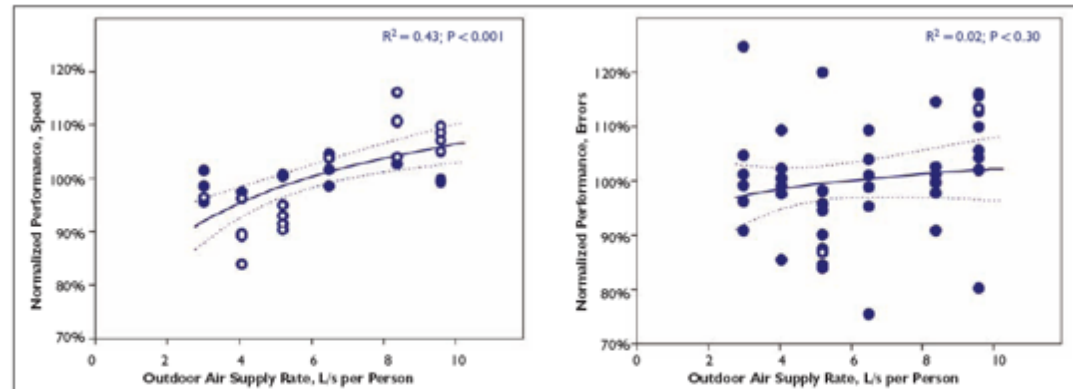 R² = 0.43; P < 0.001
Normalized Performance, Speed
120%
110%
100%
90%
80%
70%
0 2 4 6 8 10
Outdoor Air Supply Rate, L/s per Person
R² = 0.02; P < 0.30
Normalized Performance, Errors
120%
110%
100%
90%
80%
70%
0 2 4 6 8 10
Outdoor Air Supply Rate, L/s per Person